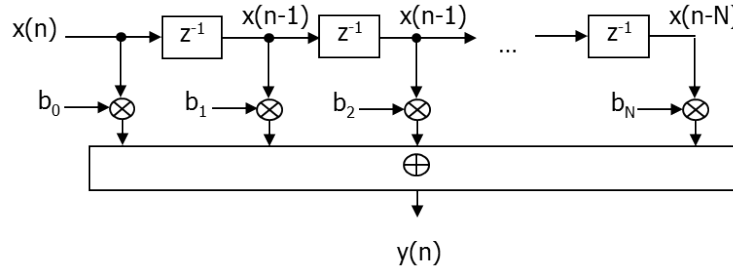 x(n) z⁻¹ x(n-1) z⁻¹ x(n-1) ... z⁻¹ x(n-N)
b₀ b₁ b₂ b_N
y(n)